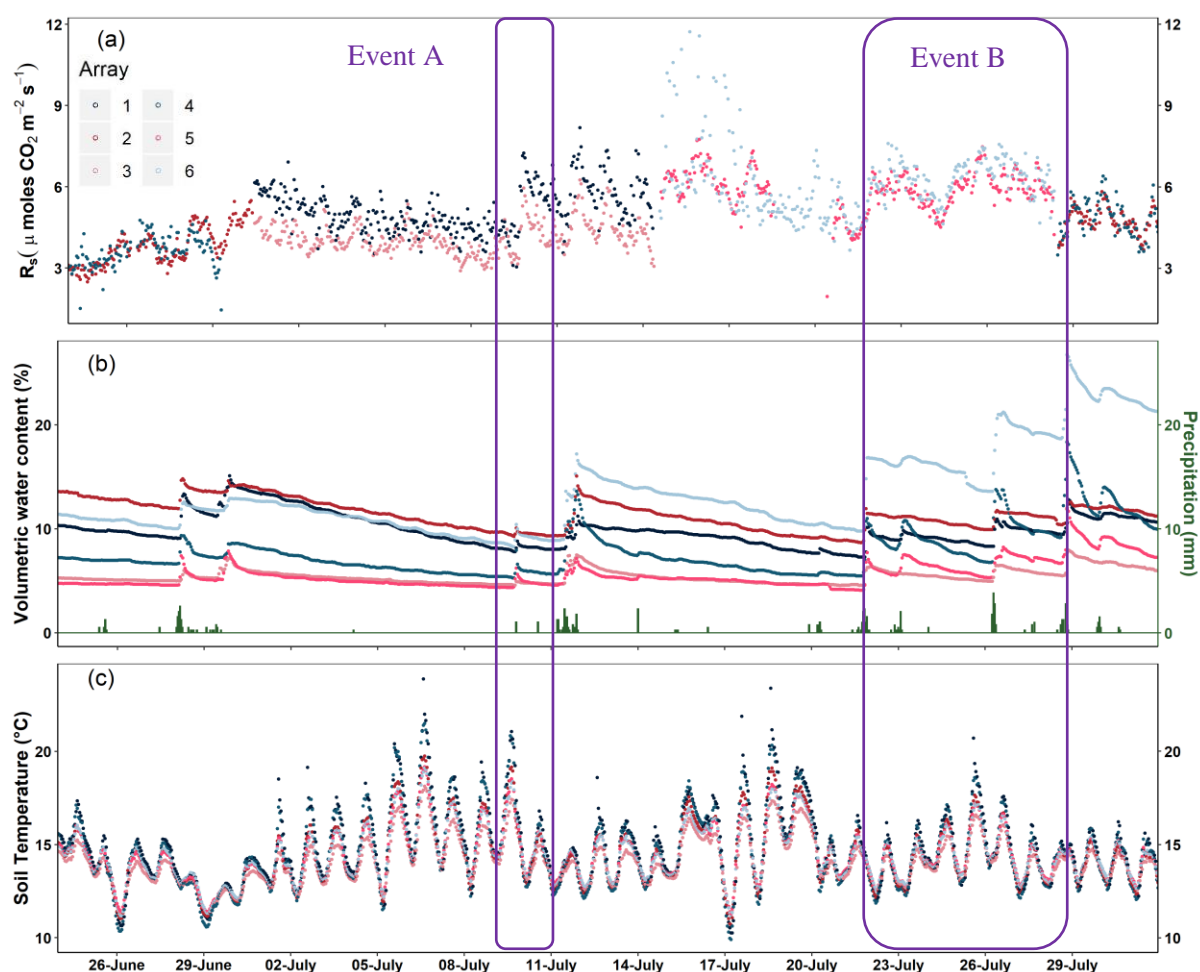 (a)
Event A
Event B
Array
1 4
2 5
3 6
Rs( μ moles CO2 m−2 s−1)
12
9
6
3
12
9
6
3
(b)
Volumetric water content (%)
20
10
0
Precipitation (mm)
20
10
0
(c)
Soil Temperature (°C)
20
15
10
20
15
10
26-June 29-June 02-July 05-July 08-July 11-July 14-July 17-July 20-July 23-July 26-July 29-July